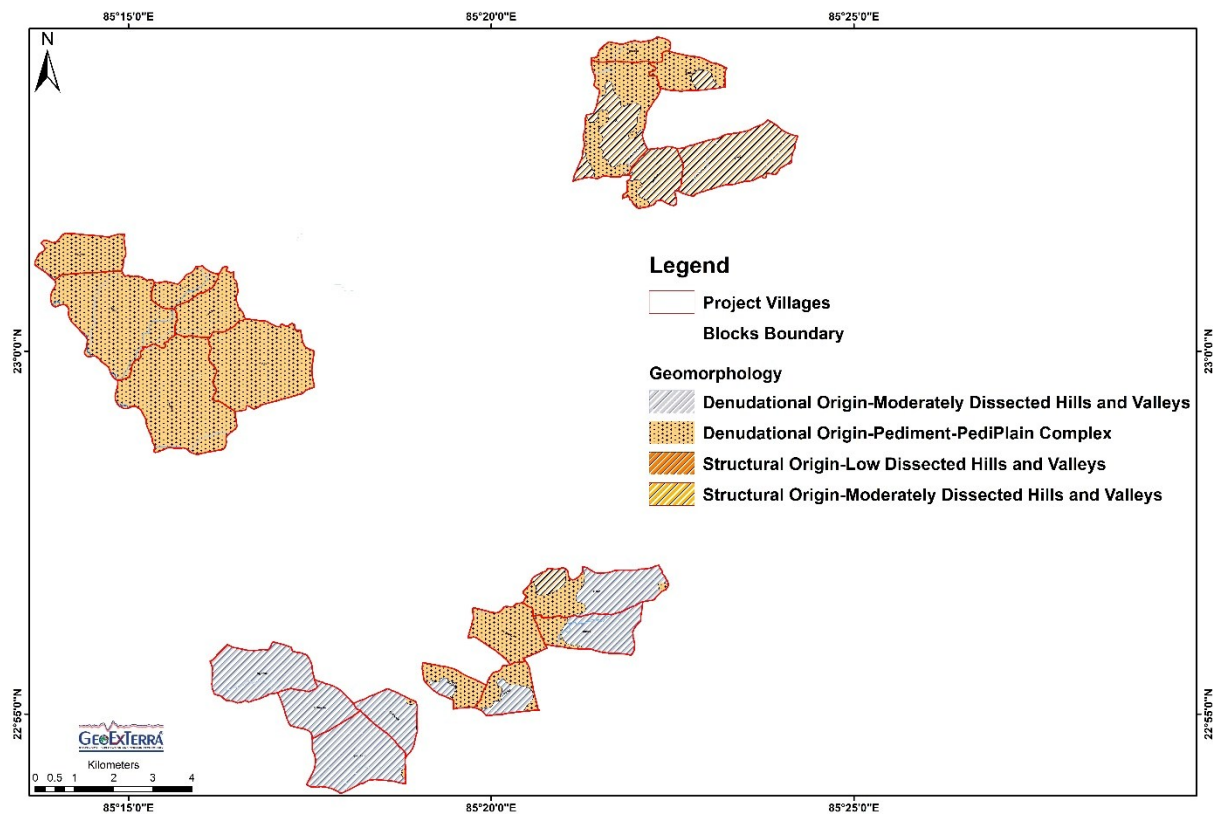 85°15'0"E 85°20'0"E 85°25'0"E
N
23°0'0"N 23°0'0"N
Legend
Project Villages
Blocks Boundary
Geomorphology
Denudational Origin-Moderately Dissected Hills and Valleys
Denudational Origin-Pediment-PediPlain Complex
Structural Origin-Low Dissected Hills and Valleys
Structural Origin-Moderately Dissected Hills and Valleys
22°55'0"N 22°55'0"N
GEOEXTERRA
Kilometers
0 0.5 1 2 3 4
85°15'0"E 85°20'0"E 85°25'0"E